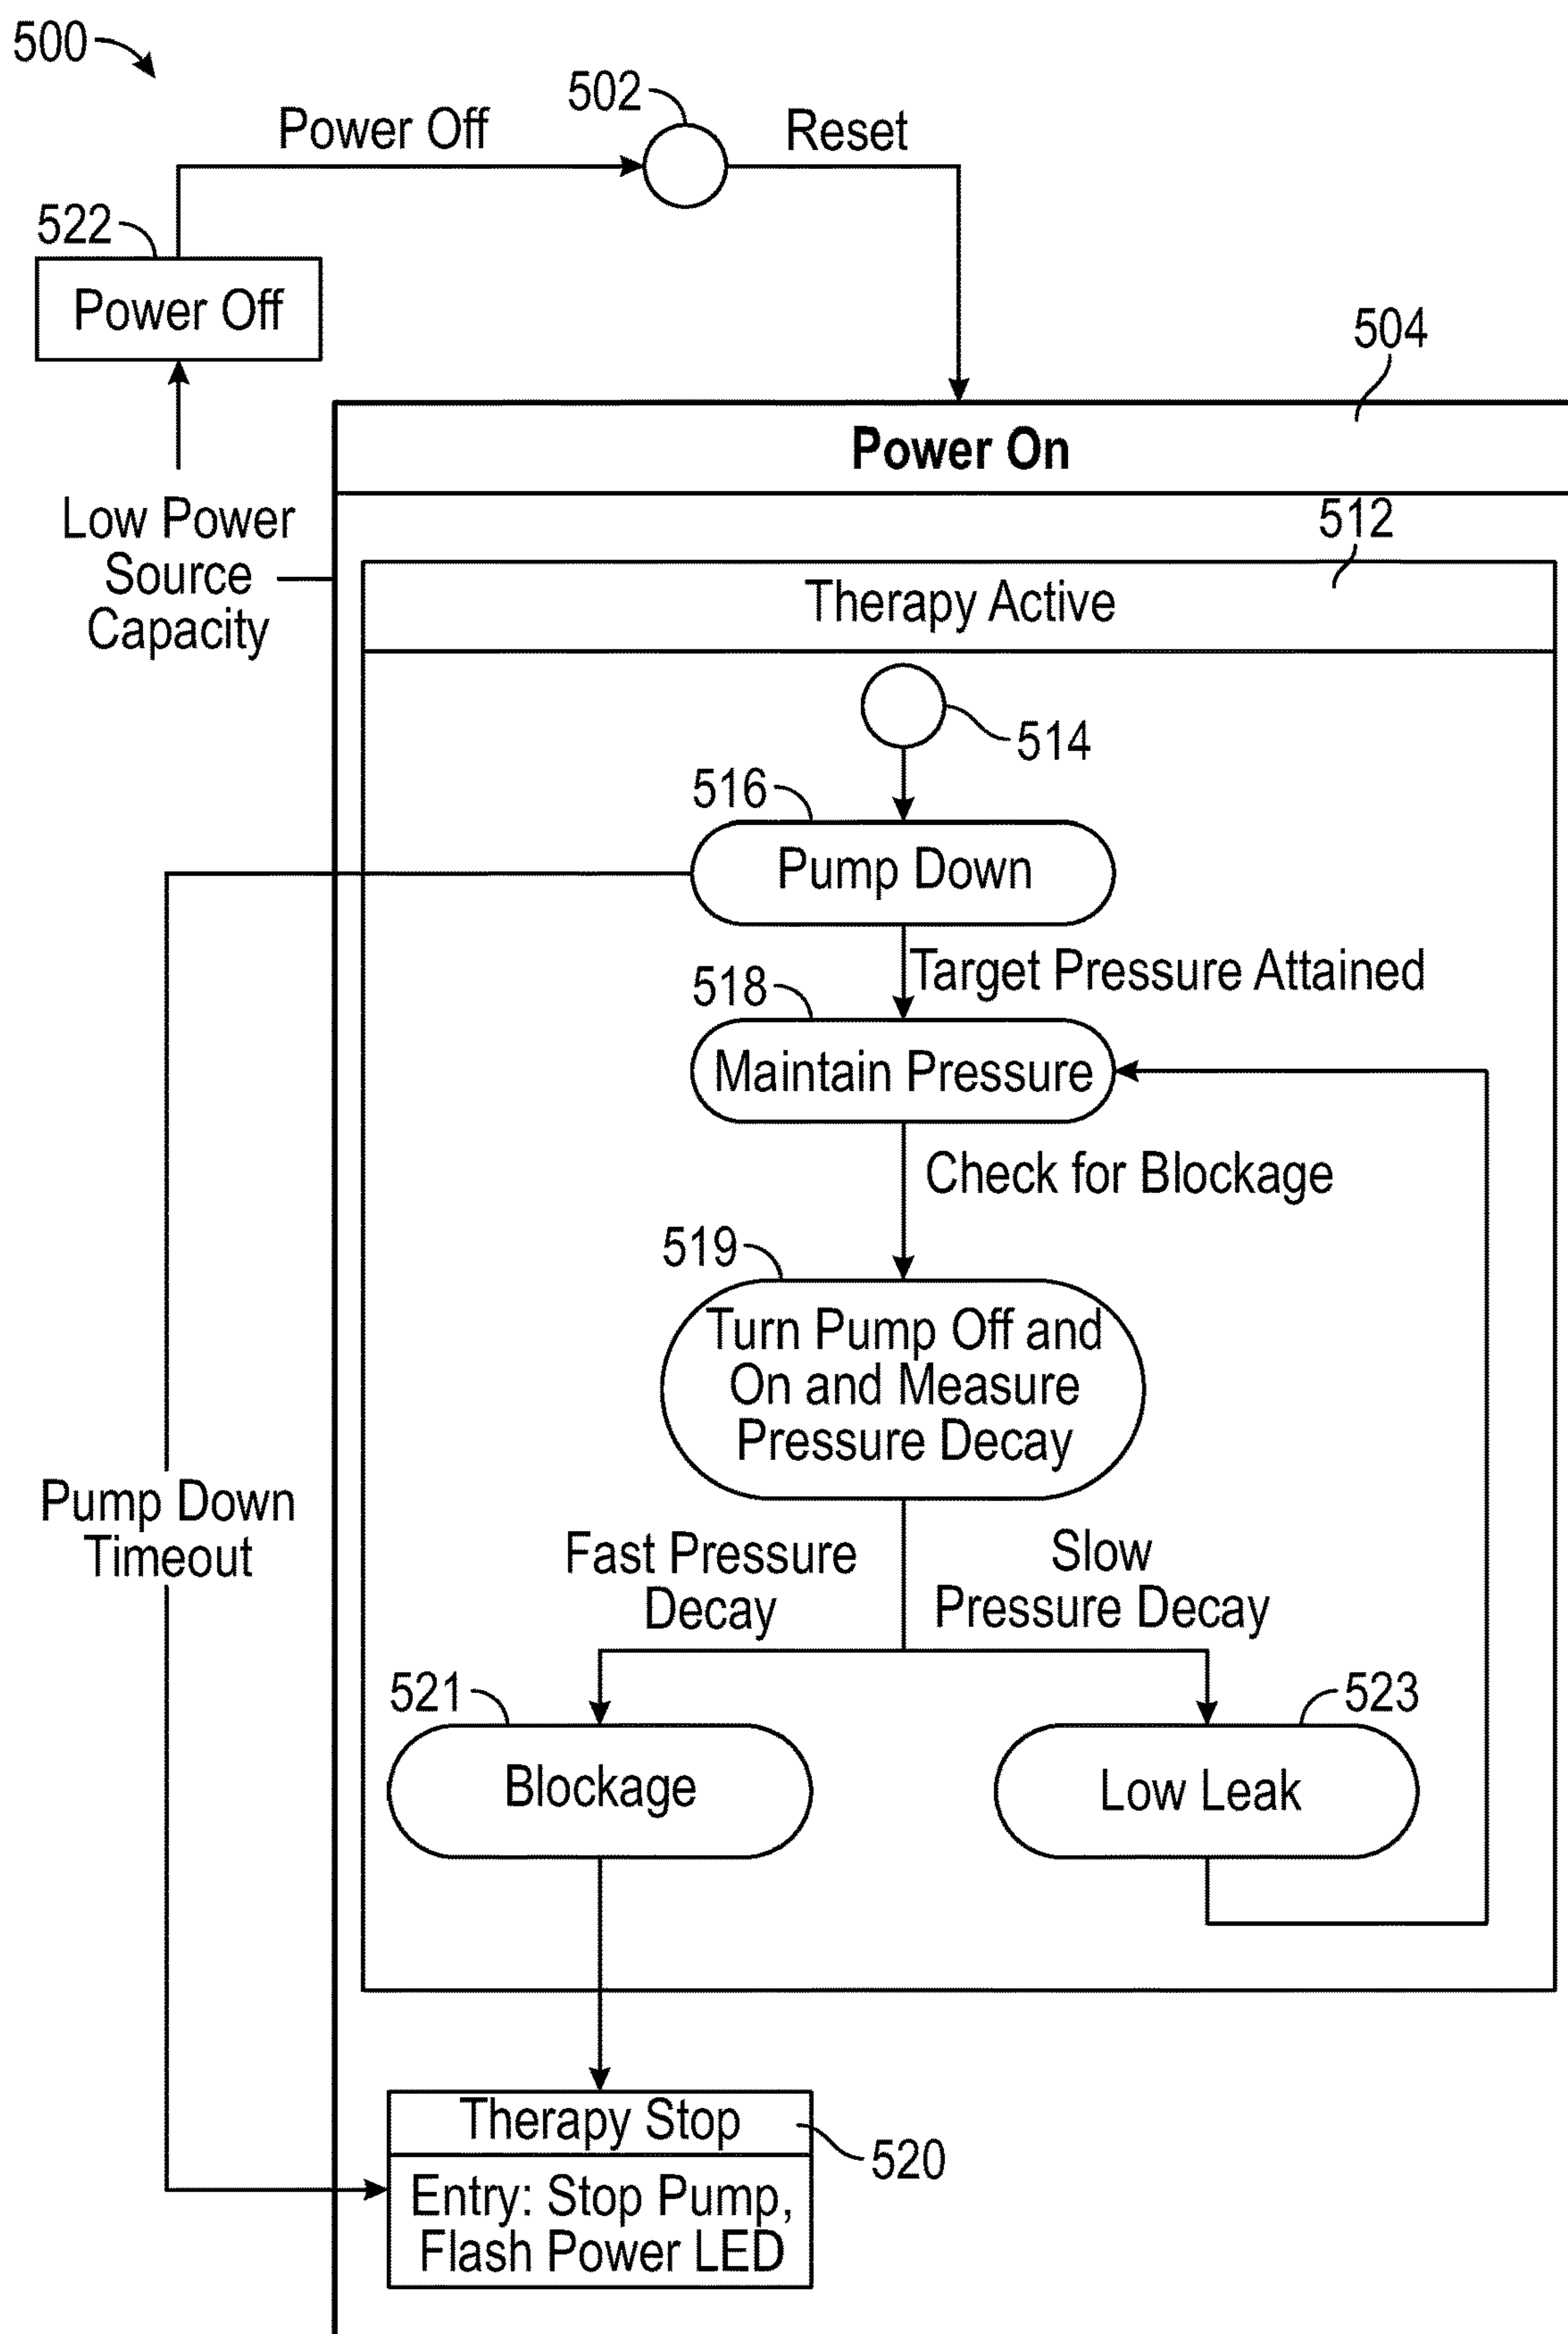 500
502
Power Off
Reset
522
Power Off
504
Power On
Low Power
Source
Capacity
512
Therapy Active
514
516
Pump Down
Target Pressure Attained
518
Maintain Pressure
Check for Blockage
519
Turn Pump Off and
On and Measure
Pressure Decay
Pump Down
Timeout
Fast Pressure
Decay
Slow
Pressure Decay
521
523
Blockage
Low Leak
Therapy Stop
520
Entry: Stop Pump,
Flash Power LED